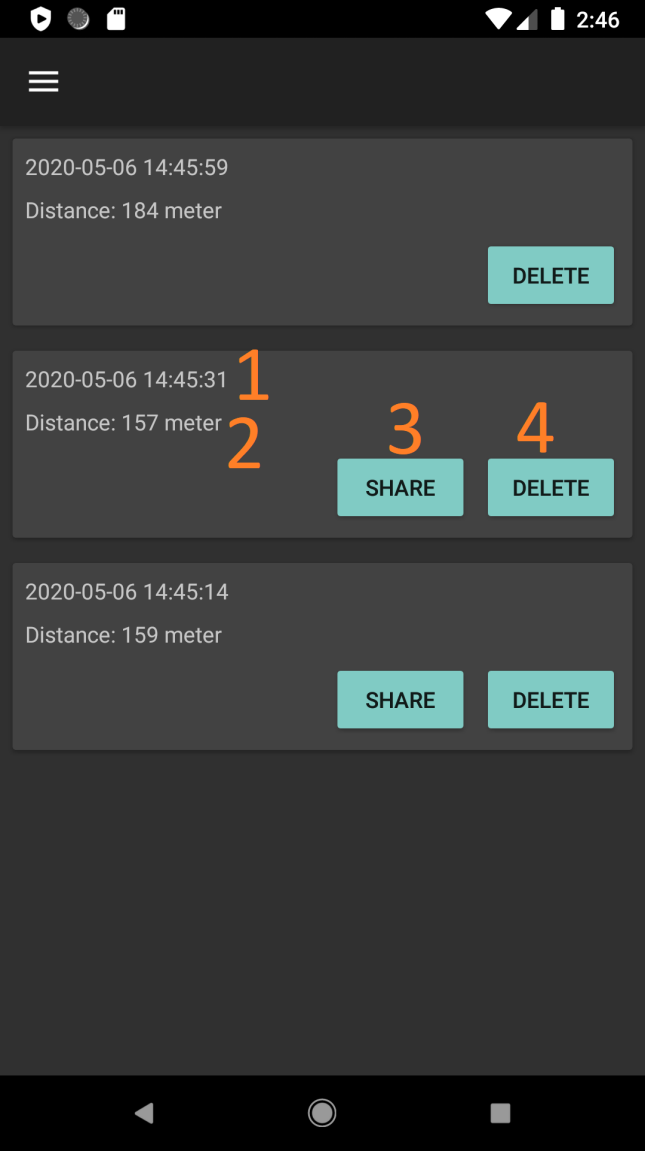 2:46
2020-05-06 14:45:59
Distance: 184 meter
DELETE
2020-05-06 14:45:31 1
Distance: 157 meter 2
3 4
SHARE DELETE
2020-05-06 14:45:14
Distance: 159 meter
SHARE DELETE